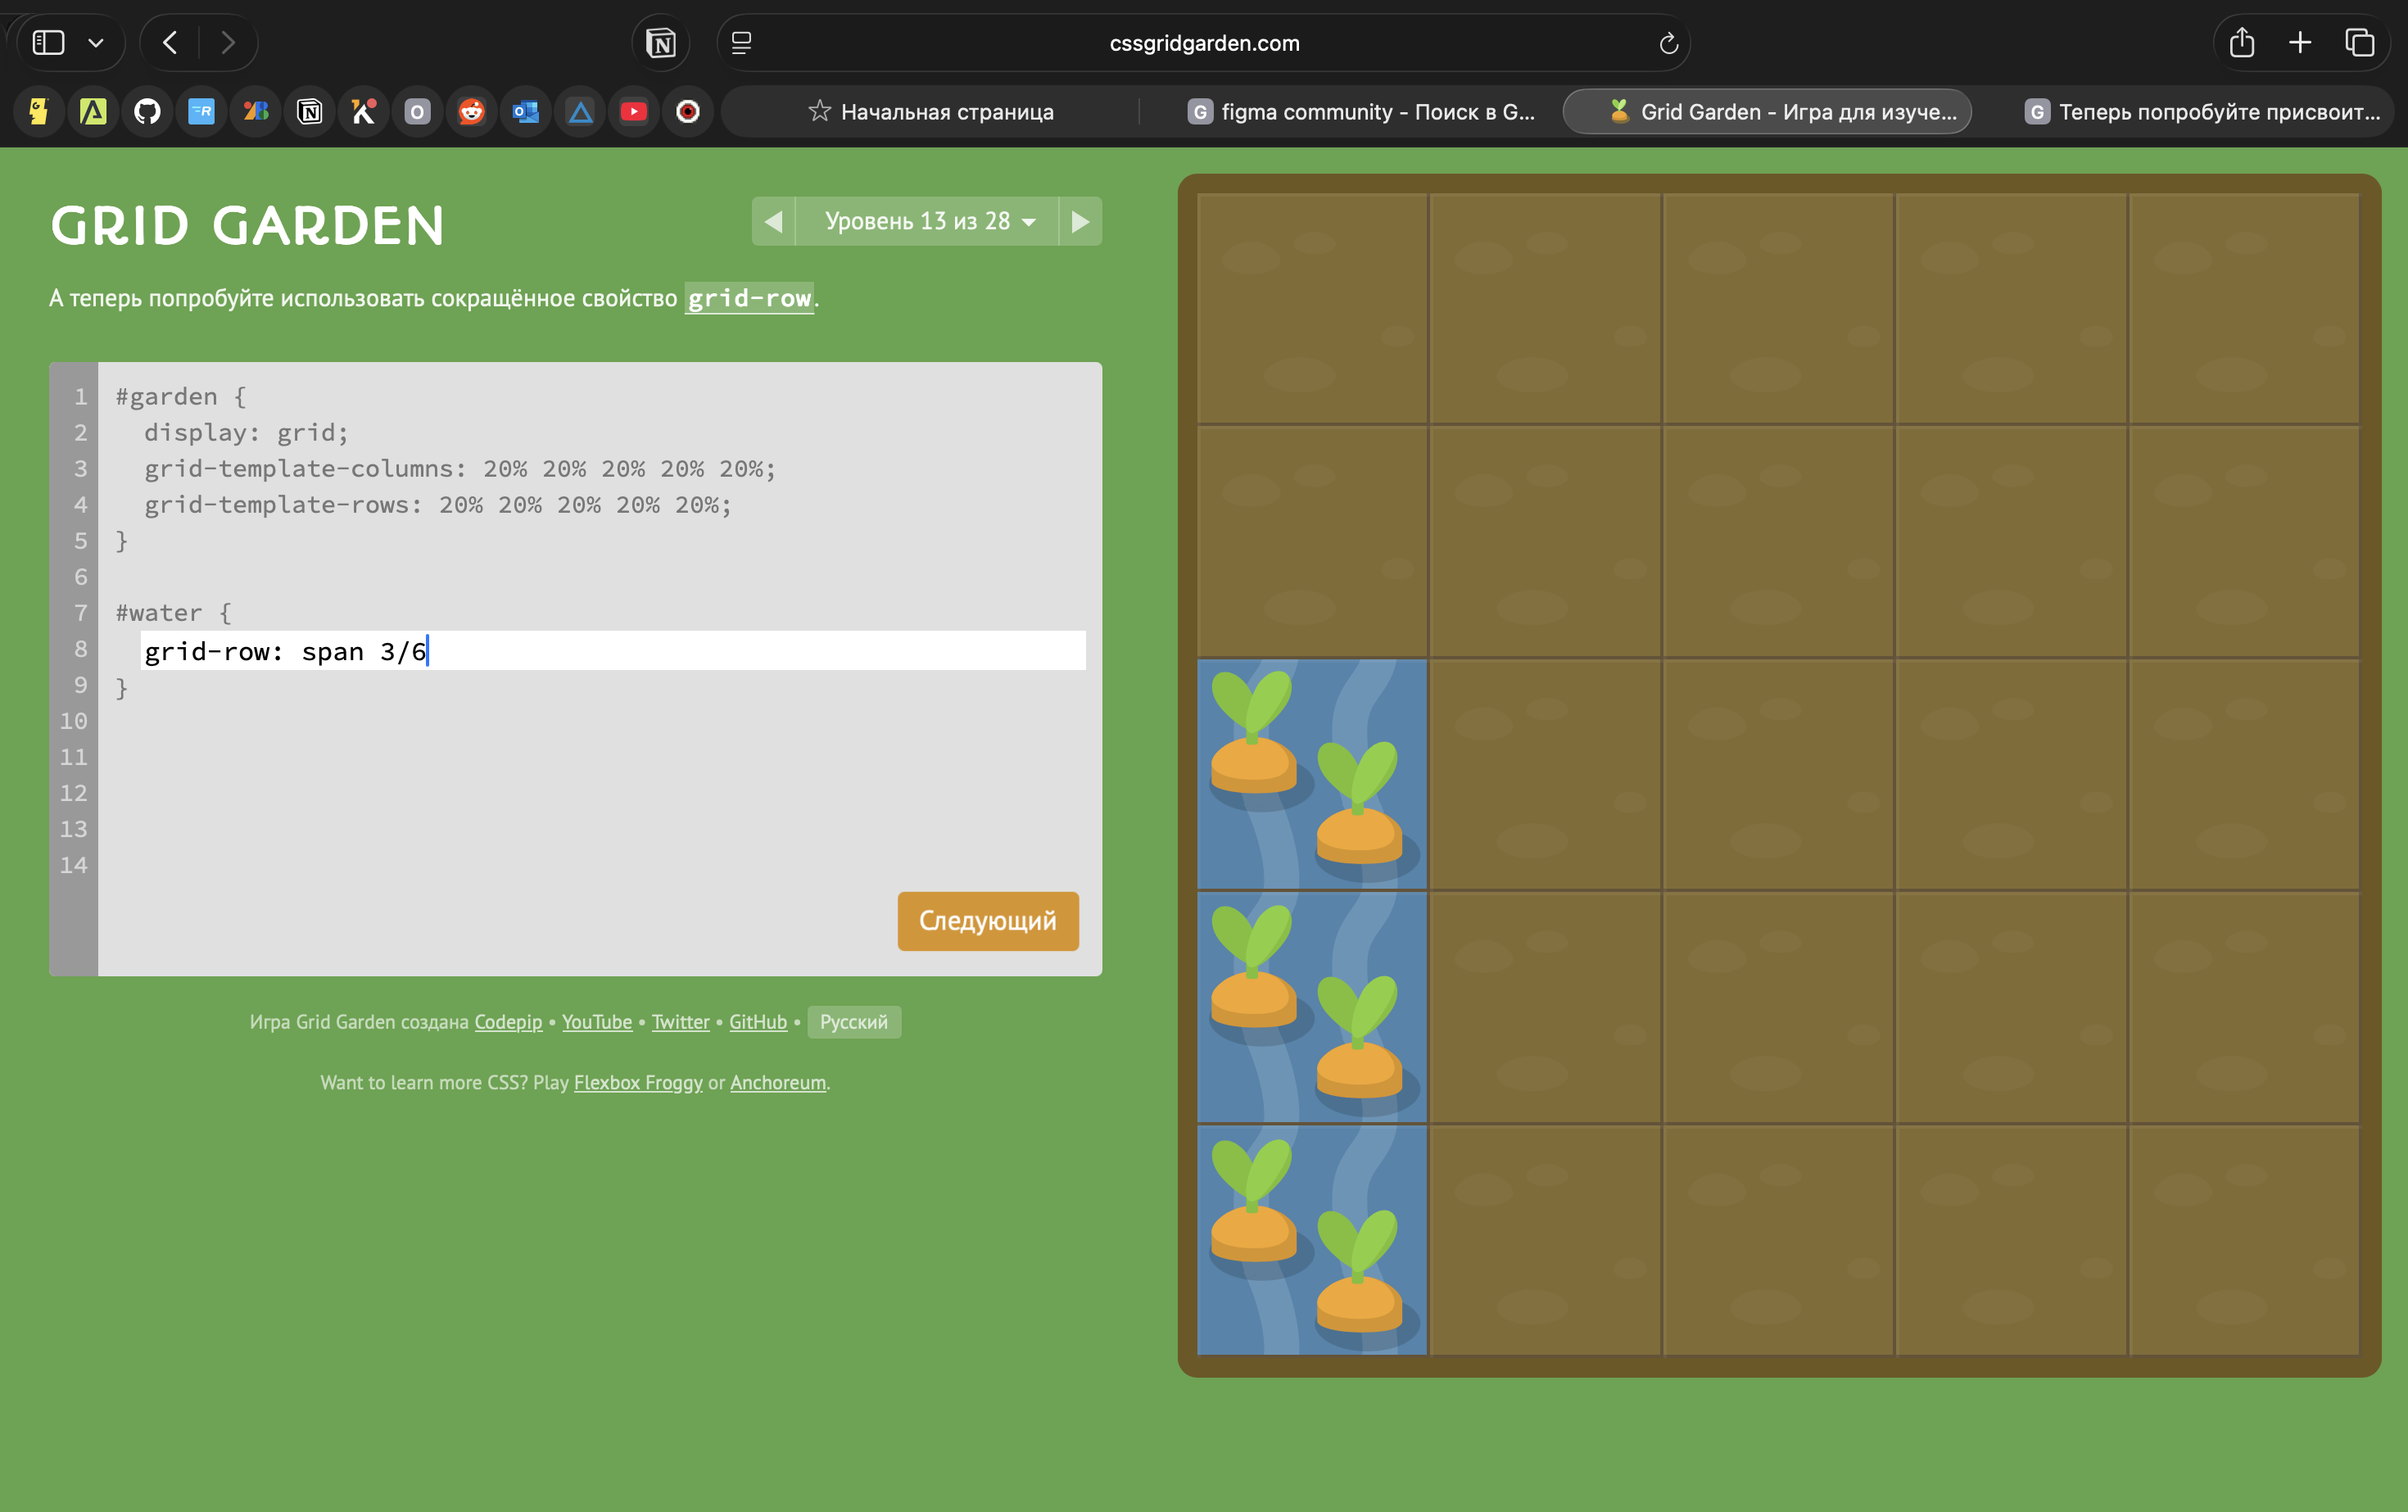 cssgridgarden.com
Начальная страница
figma community - Поиск в G...
Grid Garden - Игра для изуче...
Теперь попробуйте присвоит...
GRID GARDEN
Уровень 13 из 28
А теперь попробуйте использовать сокращённое свойство grid-row.
1 #garden {
2 display: grid;
3 grid-template-columns: 20% 20% 20% 20% 20%;
4 grid-template-rows: 20% 20% 20% 20% 20%;
5 }
6
7 #water {
8 grid-row: span 3/6
9 }
10
11
12
13
14
Следующий
Игра Grid Garden создана Codepip • YouTube • Twitter • GitHub • Русский
Want to learn more CSS? Play Flexbox Froggy or Anchoreum.